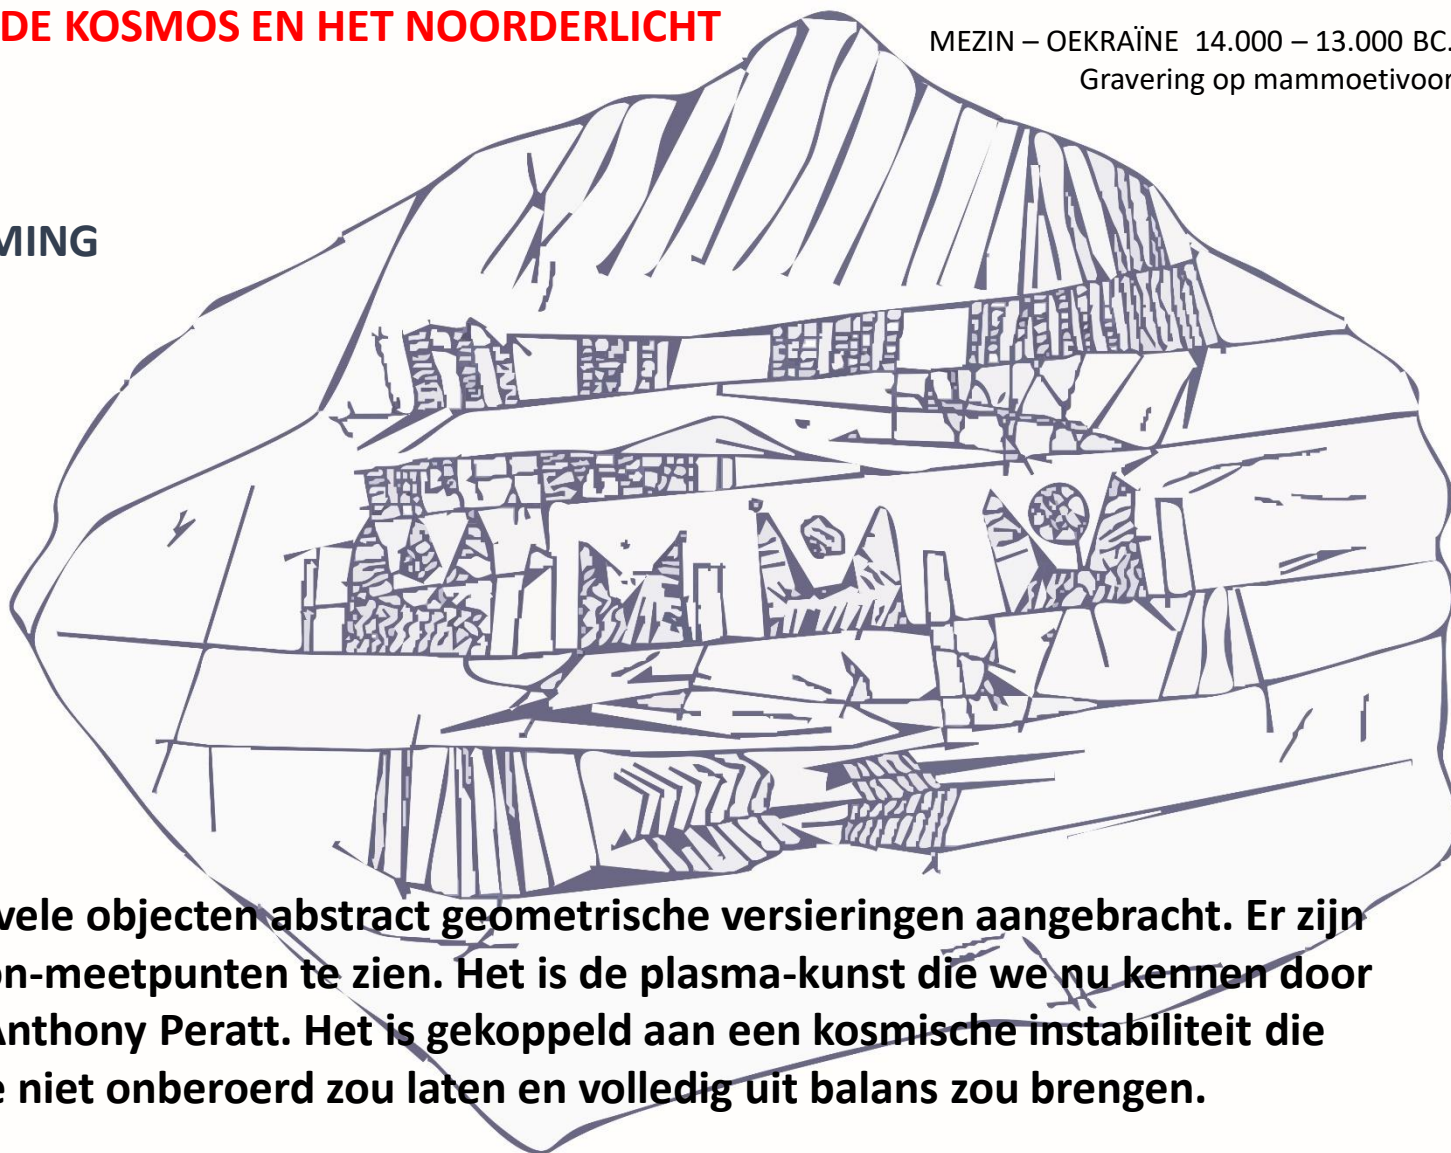 DE KOSMOS EN HET NOORDERLICHT
MEZIN – OEKRAÏNE 14.000 – 13.000 BC.
Gravering op mammoetivoor
MING
vele objecten abstract geometrische versieringen aangebracht. Er zijn
on-meetpunten te zien. Het is de plasma-kunst die we nu kennen door
Anthony Peratt. Het is gekoppeld aan een kosmische instabiliteit die
e niet onberoerd zou laten en volledig uit balans zou brengen.